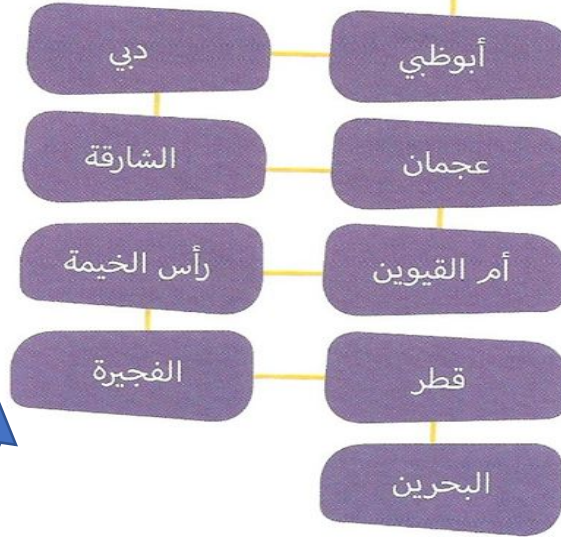 أبوظبي
دبي
الشارقة
عجمان
أم القيوين
رأس الخيمة
الفجيرة
قطر
البحرين